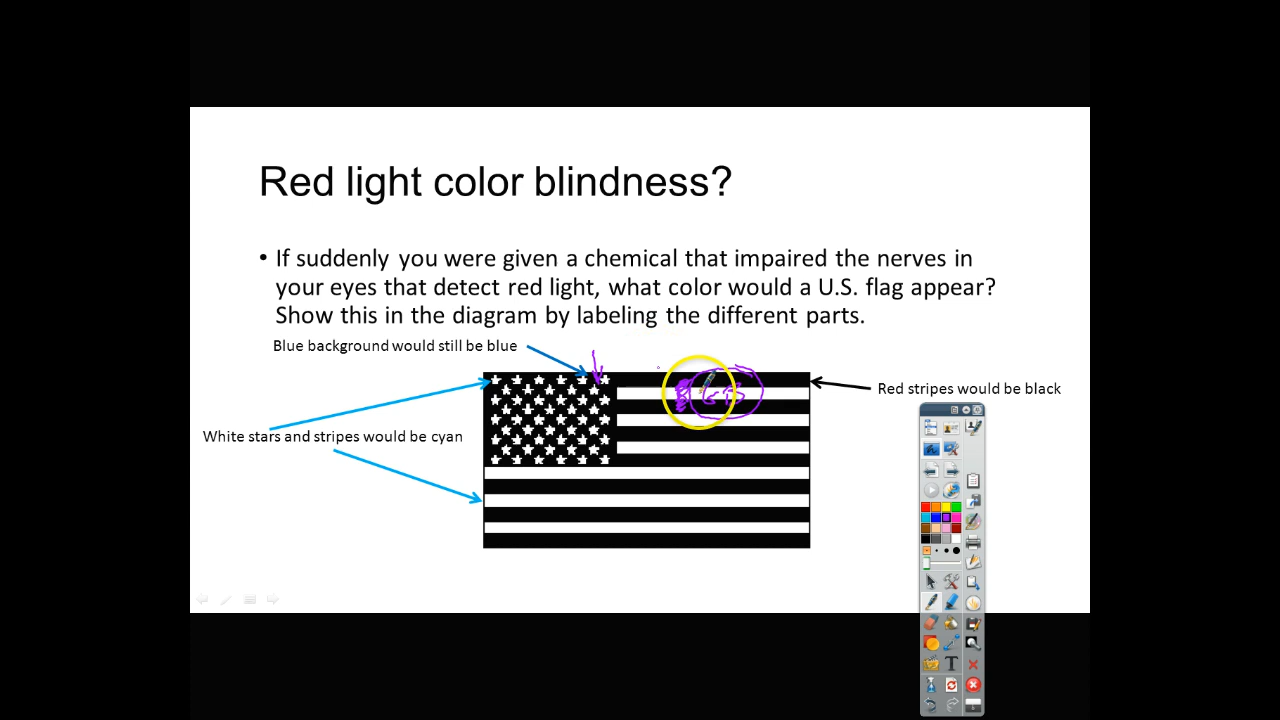 Red light color blindness?
• If suddenly you were given a chemical that impaired the nerves in
your eyes that detect red light, what color would a U.S. flag appear?
Show this in the diagram by labeling the different parts.
Blue background would still be blue
Red stripes would be black
White stars and stripes would be cyan
GB
T